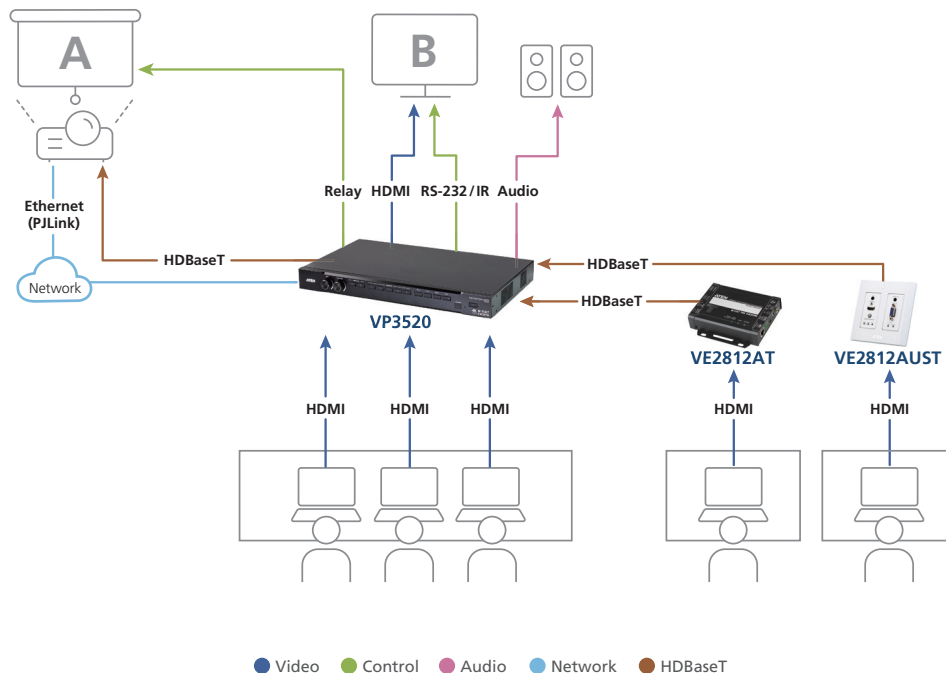 A
B
Relay HDMI RS-232/IR Audio
Ethernet
(PJLink)
HDBaseT
HDBaseT
Network
HDBaseT
ATEN
VP3520
VE2812AT
VE2812AUST
HDMI HDMI HDMI HDMI HDMI
Video Control Audio Network HDBaseT